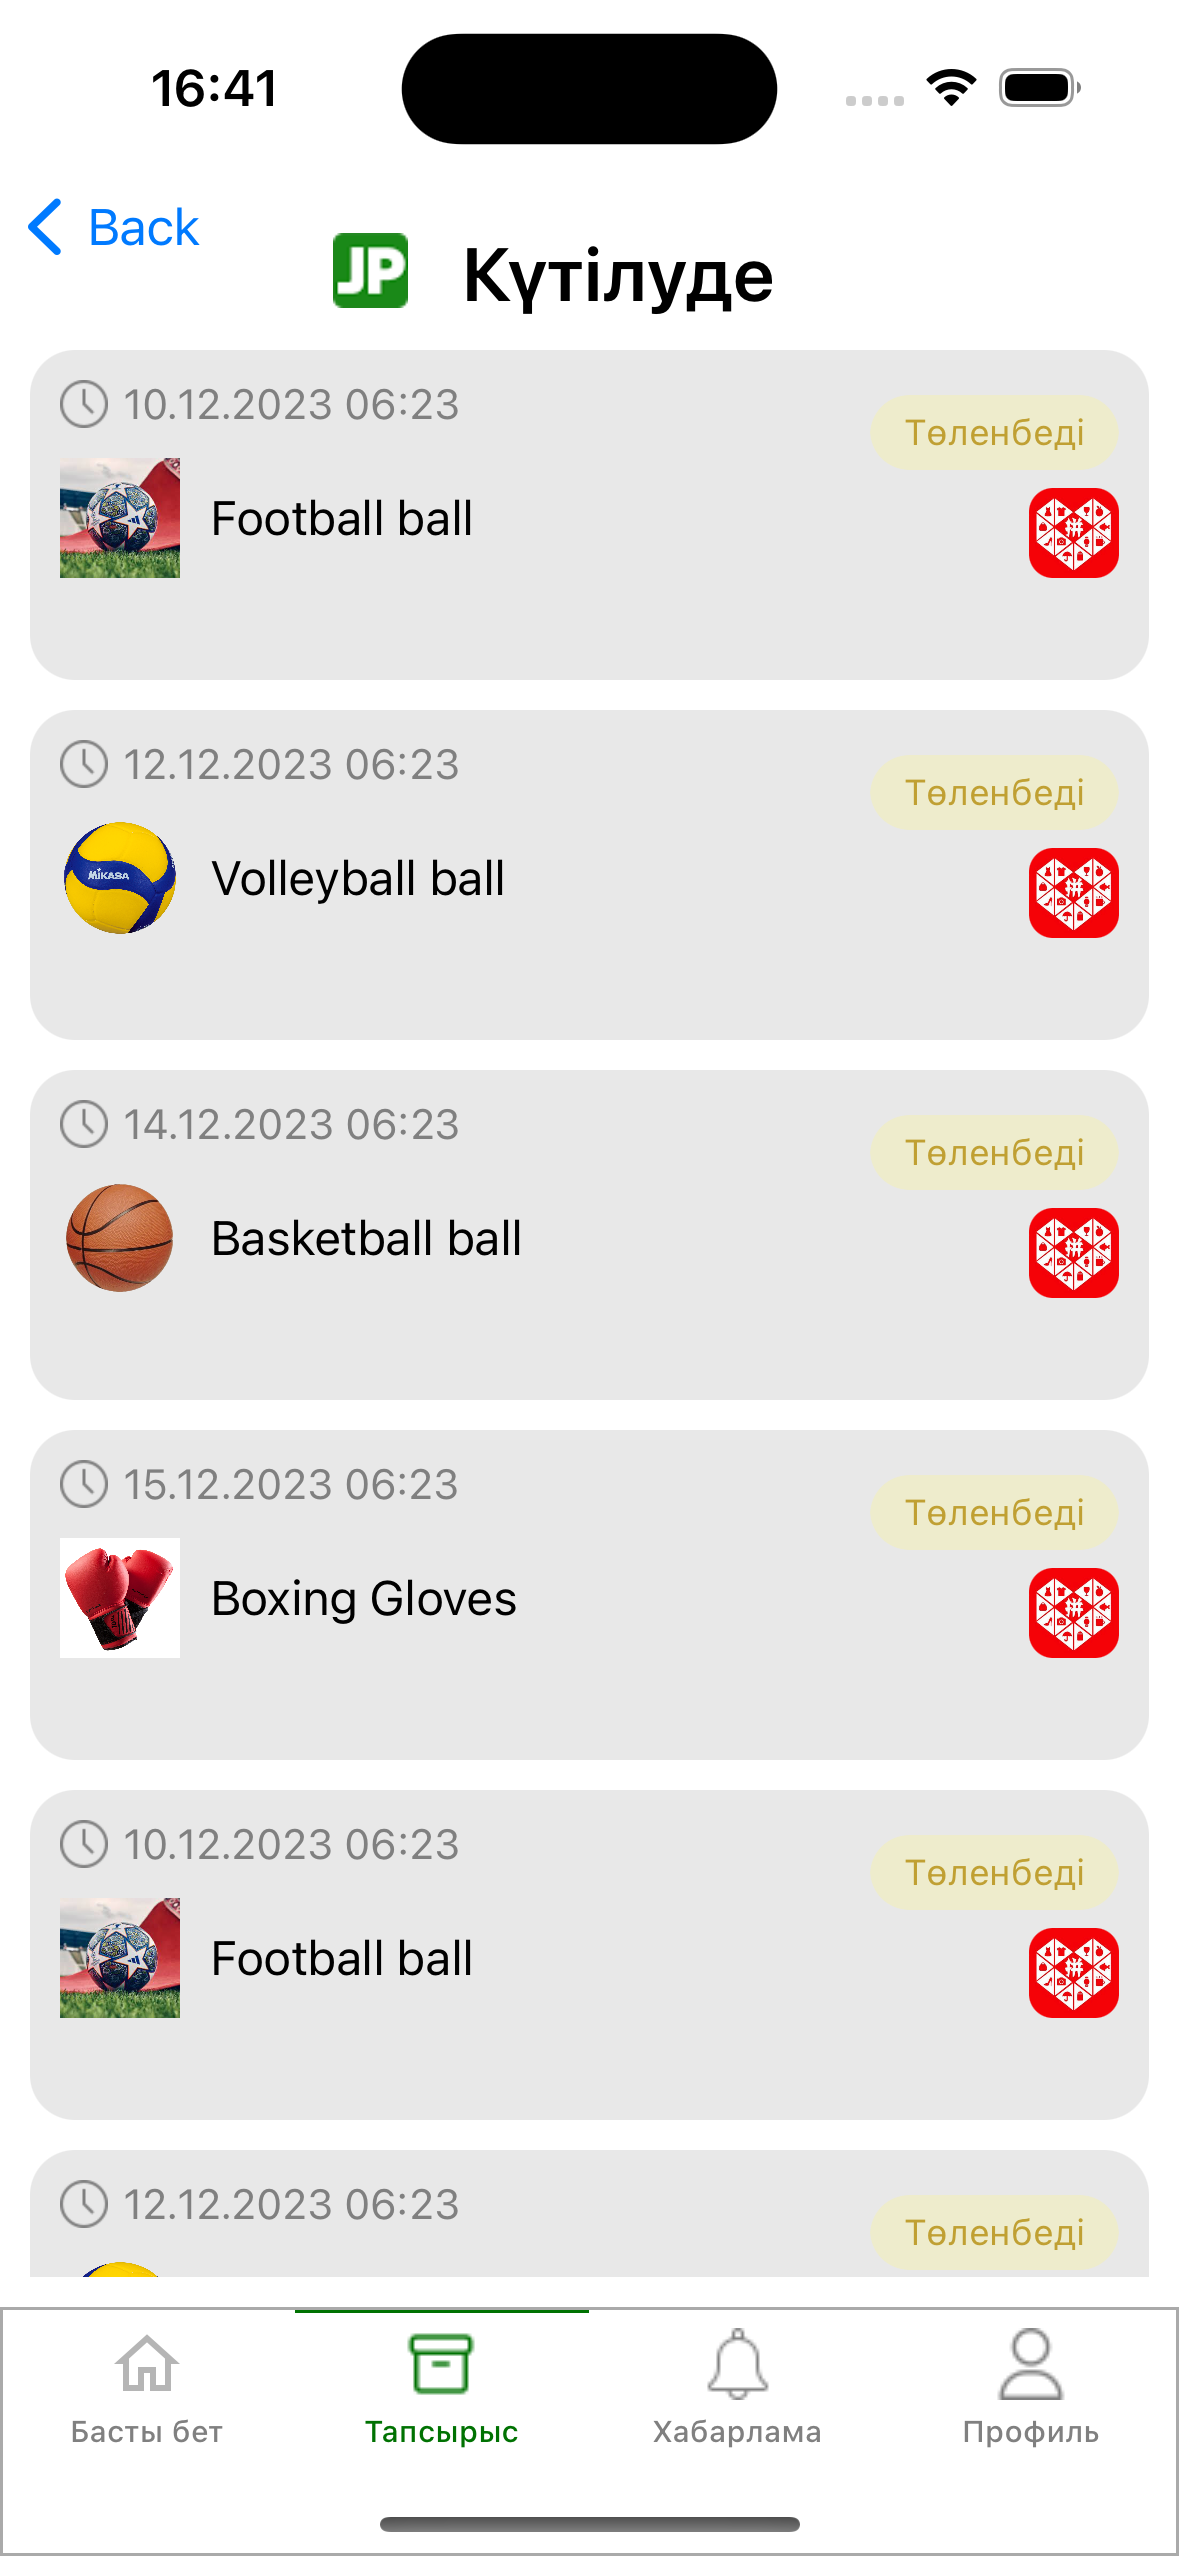 16:41
Back
JP Күтілуде
10.12.2023 06:23
Төленбеді
Football ball
12.12.2023 06:23
Төленбеді
MIKASA
Volleyball ball
14.12.2023 06:23
Төленбеді
Basketball ball
15.12.2023 06:23
Төленбеді
Boxing Gloves
10.12.2023 06:23
Төленбеді
Football ball
12.12.2023 06:23
Төленбеді
Басты бет Тапсырыс Хабарлама Профиль